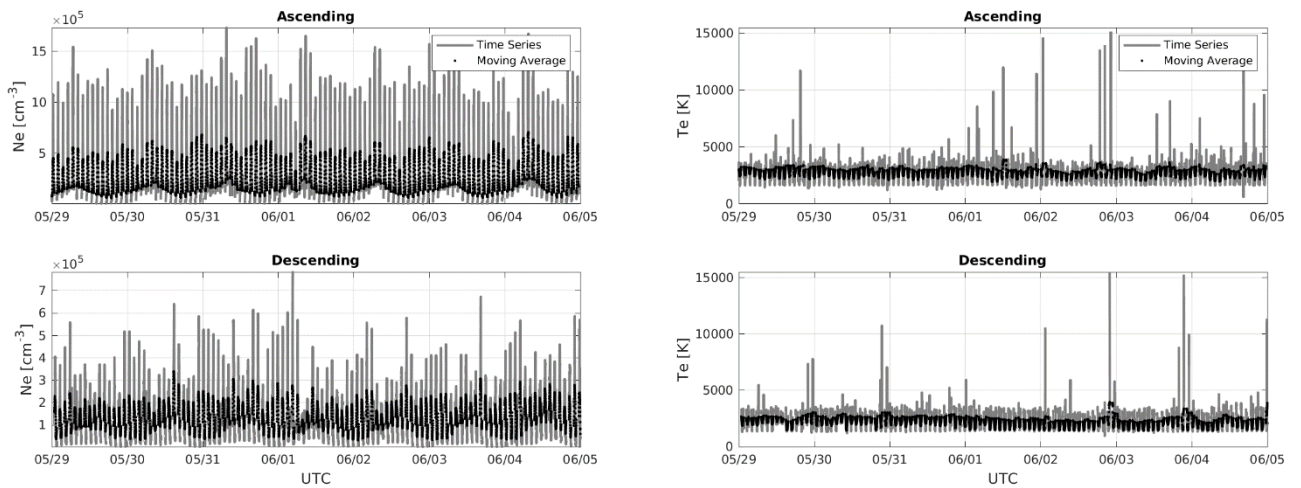 Ascending
×10⁵
Ne [cm⁻³]
15
10
5
Time Series
Moving Average
05/29 05/30 05/31 06/01 06/02 06/03 06/04 06/05
Ascending
Te [K]
15000
10000
5000
0
Time Series
Moving Average
05/29 05/30 05/31 06/01 06/02 06/03 06/04 06/05
Descending
×10⁵
Ne [cm⁻³]
7
6
5
4
3
2
1
05/29 05/30 05/31 06/01 06/02 06/03 06/04 06/05
UTC
Descending
Te [K]
15000
10000
5000
0
05/29 05/30 05/31 06/01 06/02 06/03 06/04 06/05
UTC